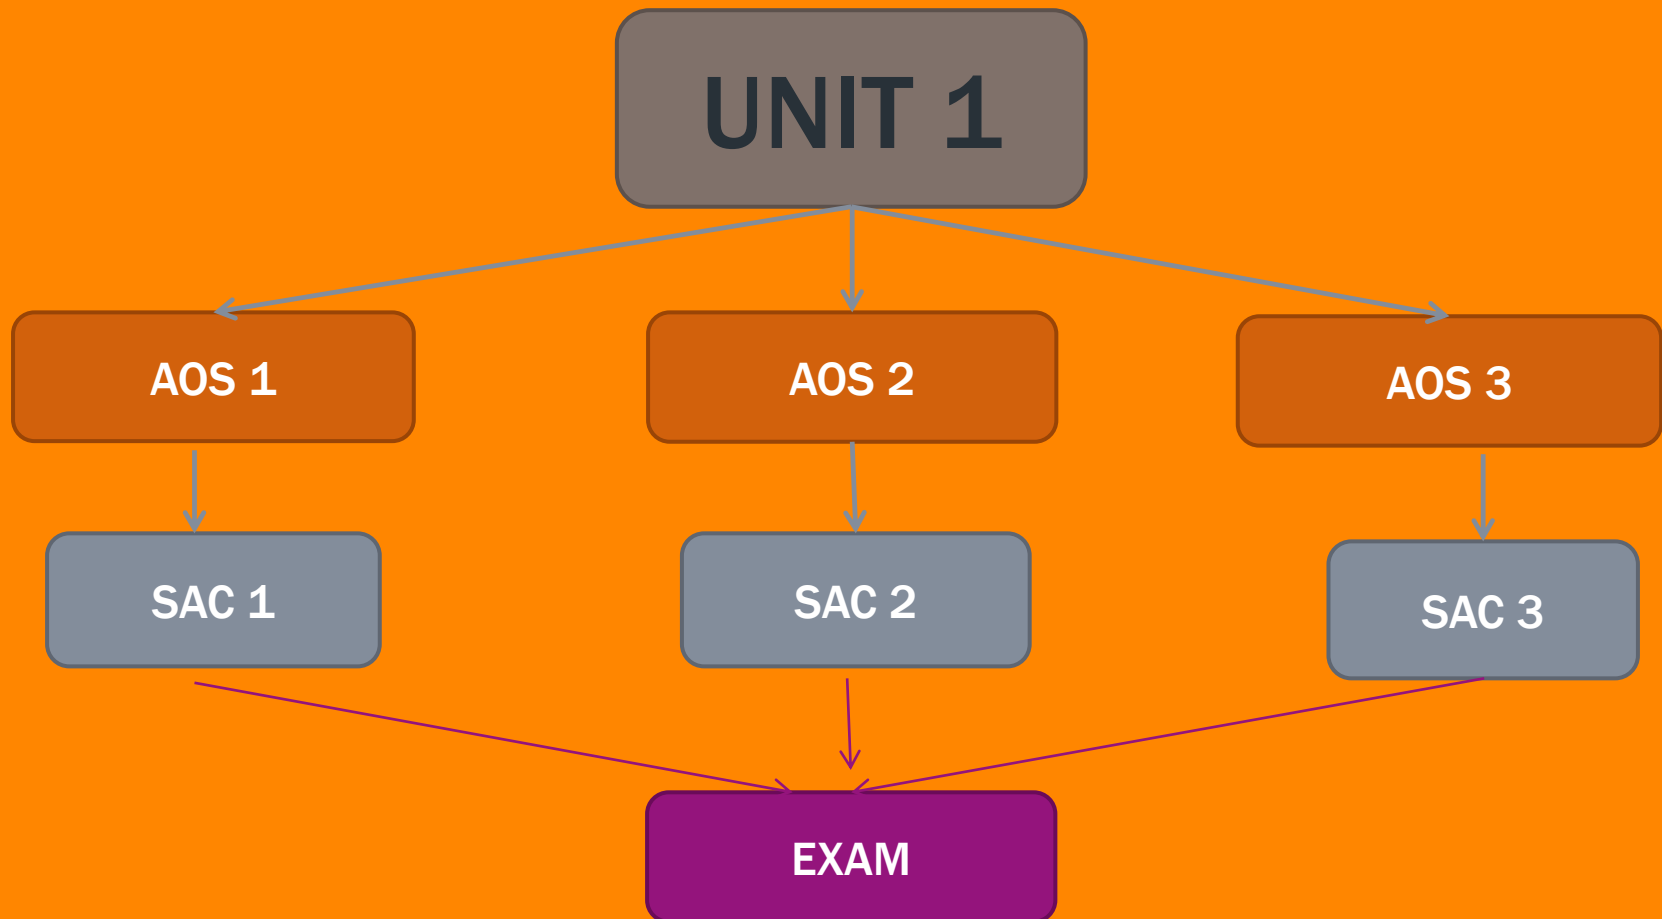 UNIT 1
AOS 1
AOS 2
AOS 3
SAC 1
SAC 2
SAC 3
EXAM